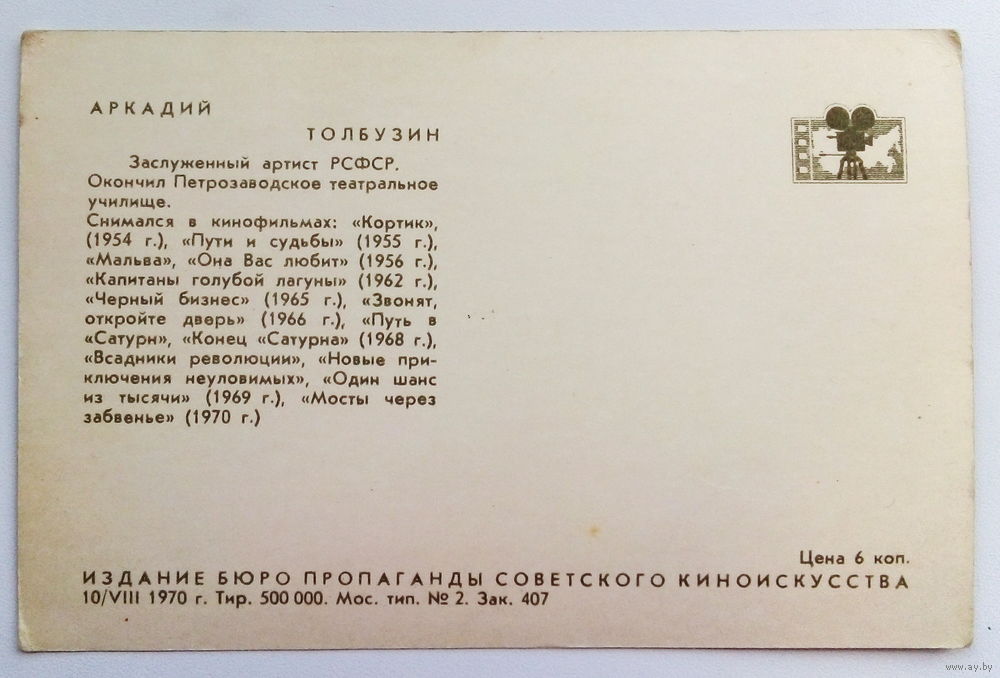 АРКАДИЙ
ТОЛБУЗИН
Заслуженный артист РСФСР.
Окончил Петрозаводское театральное
училище.
Снимался в кинофильмах: «Кортик»,
(1954 г.), «Пути и судьбы» (1955 г.),
«Мальва», «Она Вас любит» (1956 г.),
«Капитаны голубой лагуны» (1962 г.),
«Черный бизнес» (1965 г.), «Звонят,
откройте дверь» (1966 г.), «Путь в
«Сатурн», «Конец «Сатурна» (1968 г.),
«Всадники революции», «Новые при-
ключения неуловимых», «Один шанс
из тысячи» (1969 г.), «Мосты через
забвенье» (1970 г.)
Цена 6 коп.
ИЗДАНИЕ БЮРО ПРОПАГАНДЫ СОВЕТСКОГО КИНОИСКУССТВА
10/VIII 1970 г. Тир. 500 000. Мос. тип. № 2. Зак. 407
www.ay.by